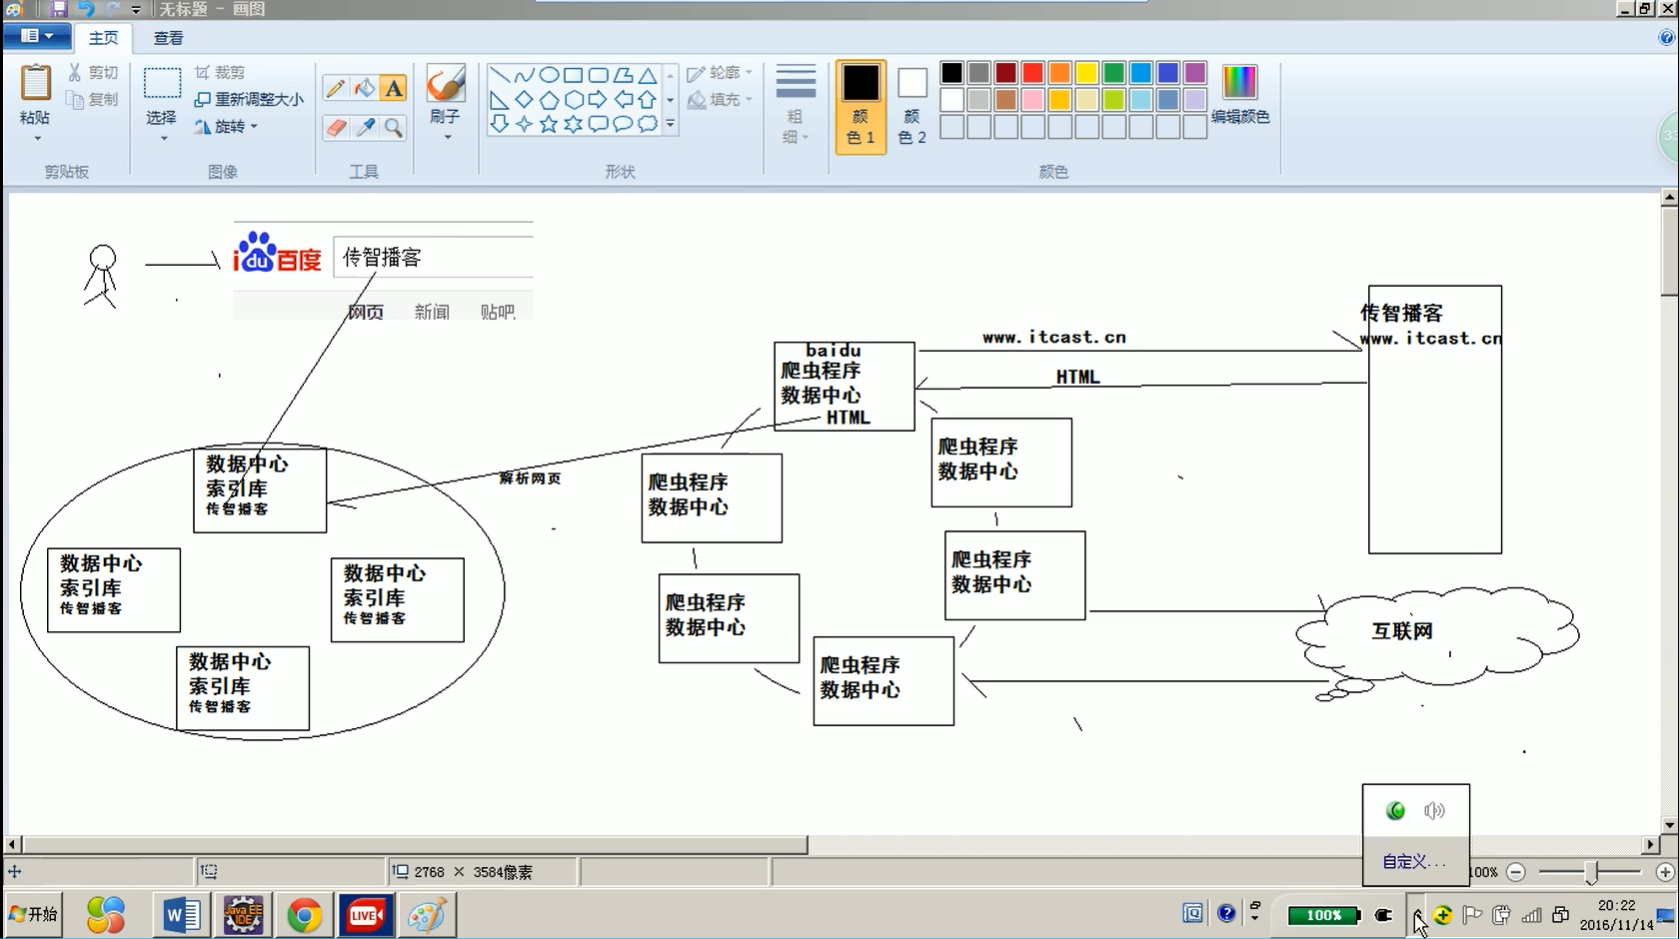 无标题 - 画图
主页
查看
粘贴
剪切
复制
剪贴板
选择
裁剪
重新调整大小
旋转
图像
A
工具
刷子
形状
轮廓
填充
粗
细
颜
色 1
颜
色 2
编辑颜色
颜色
33
idu百度
传智播客
网页 新闻 贴吧
baidu
爬虫程序
数据中心
HTML
www.itcast.cn
HTML
传智播客
www.itcast.cn
爬虫程序
数据中心
解析网页
爬虫程序
数据中心
数据中心
索引库
传智播客
数据中心
索引库
传智播客
数据中心
索引库
传智播客
数据中心
索引库
传智播客
爬虫程序
数据中心
爬虫程序
数据中心
爬虫程序
数据中心
互联网
自定义...
2768 × 3584像素
100%
开始
W
Java EE
IDE
LIVE
100%
20:22
2016/11/14